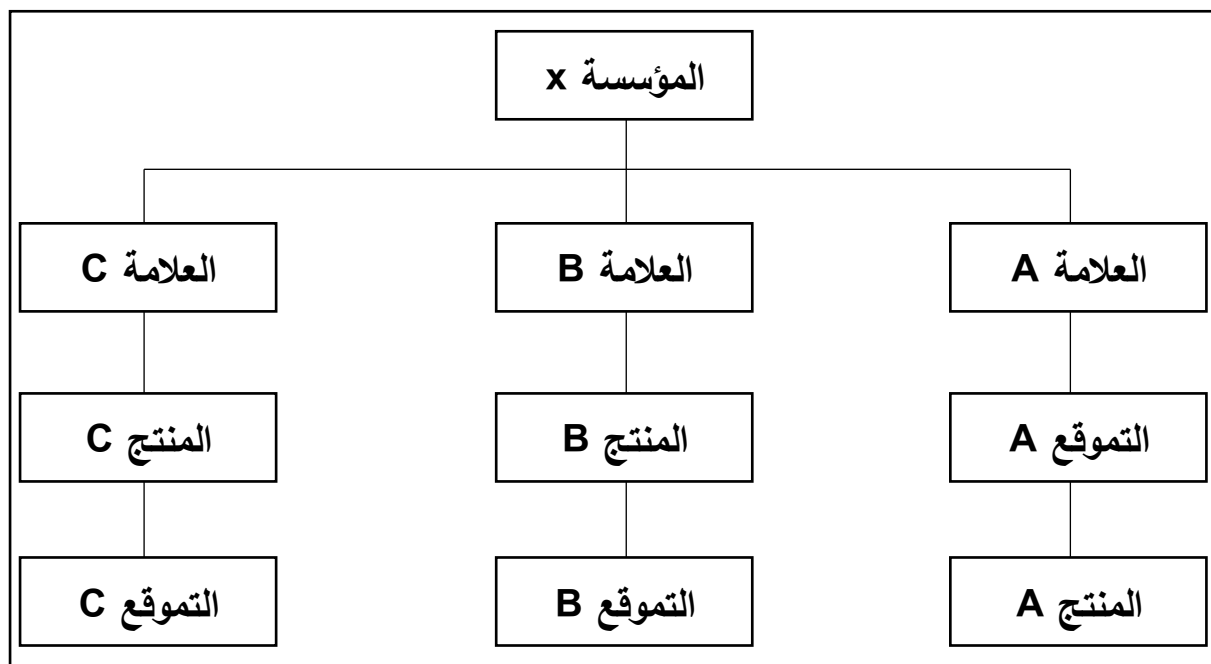 المؤسسة x
العلامة A
العلامة B
العلامة C
التموقع A
المنتج B
المنتج C
المنتج A
التموقع B
التموقع C